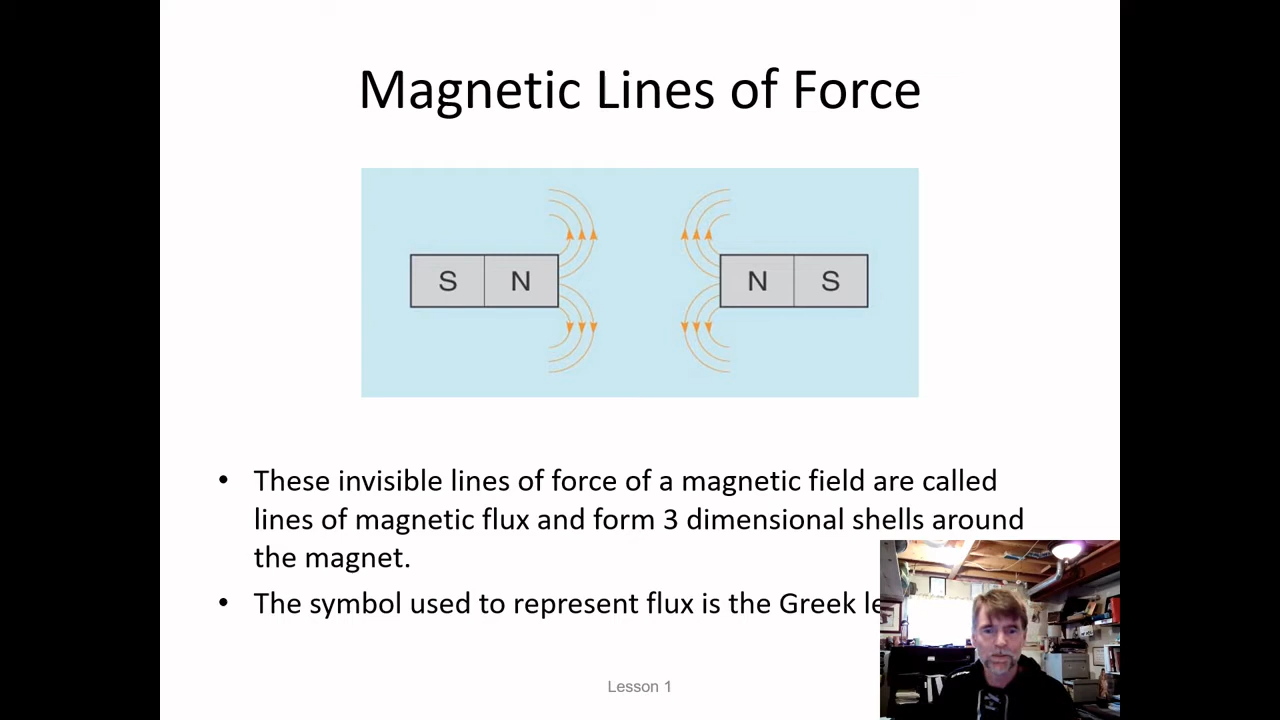 Magnetic Lines of Force
S N N S
• These invisible lines of force of a magnetic field are called
lines of magnetic flux and form 3 dimensional shells around
the magnet.
• The symbol used to represent flux is the Greek
Lesson 1